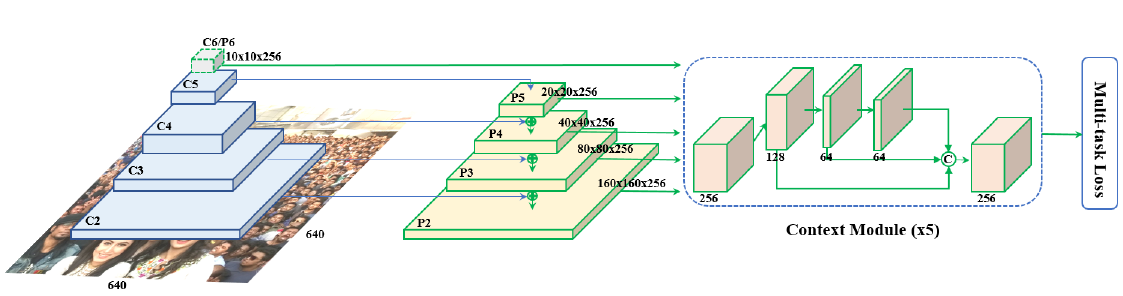 C6/P6
10x10x256
C5
C4
C3
C2
640
640
P5
20x20x256
P4
40x40x256
P3
80x80x256
P2
160x160x256
256
128
64
64
C
256
Context Module (x5)
Multi-task Loss